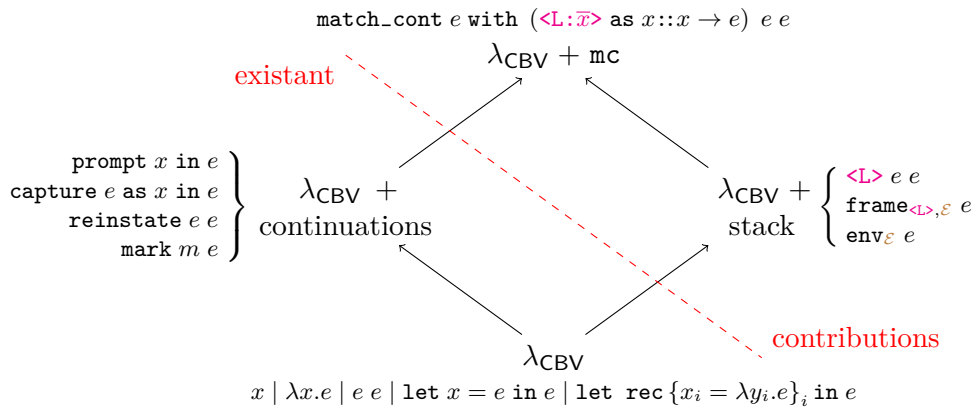 match_cont e with (<L:x̅> as x::x → e) e e
λCBV + mc
existant
prompt x in e
capture e as x in e
reinstate e e
mark m e
λCBV +
continuations
λCBV +
stack
<L> e e
frame<L>,ℰ e
envℰ e
contributions
λCBV
x | λx.e | e e | let x = e in e | let rec {xᵢ = λyᵢ.e}ᵢ in e